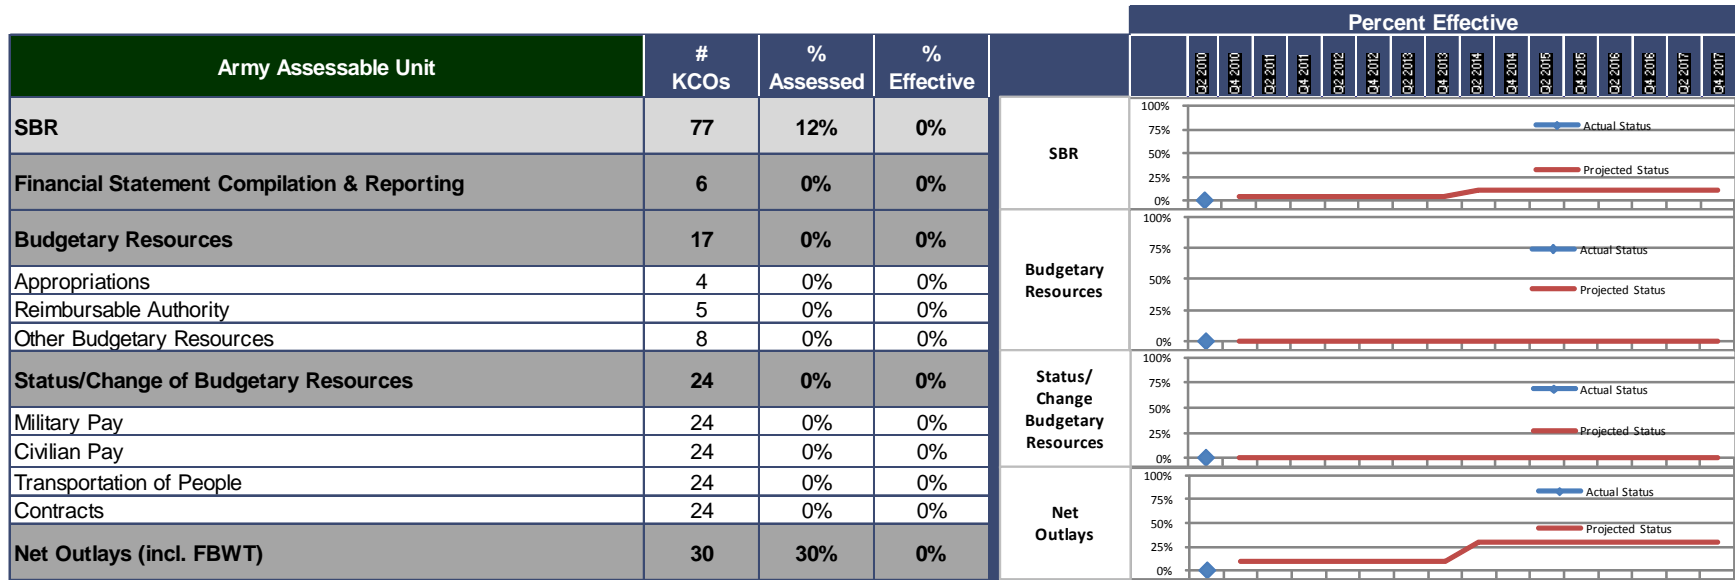 Percent Effective
Army Assessable Unit # KCOs % Assessed % Effective Q2 2010 Q4 2010 Q2 2011 Q4 2011 Q2 2012 Q4 2012 Q2 2013 Q4 2013 Q2 2014 Q4 2014 Q2 2015 Q4 2015 Q2 2016 Q4 2016 Q2 2017 Q4 2017
SBR 77 12% 0%
Financial Statement Compilation & Reporting 6 0% 0%
Budgetary Resources 17 0% 0%
Appropriations 4 0% 0%
Reimbursable Authority 5 0% 0%
Other Budgetary Resources 8 0% 0%
Status/Change of Budgetary Resources 24 0% 0%
Military Pay 24 0% 0%
Civilian Pay 24 0% 0%
Transportation of People 24 0% 0%
Contracts 24 0% 0%
Net Outlays (incl. FBWT) 30 30% 0%
SBR
100%
75%
50%
25%
0%
Actual Status
Projected Status
Budgetary
Resources
100%
75%
50%
25%
0%
Actual Status
Projected Status
Status/
Change
Budgetary
Resources
100%
75%
50%
25%
0%
Actual Status
Projected Status
Net
Outlays
100%
75%
50%
25%
0%
Actual Status
Projected Status